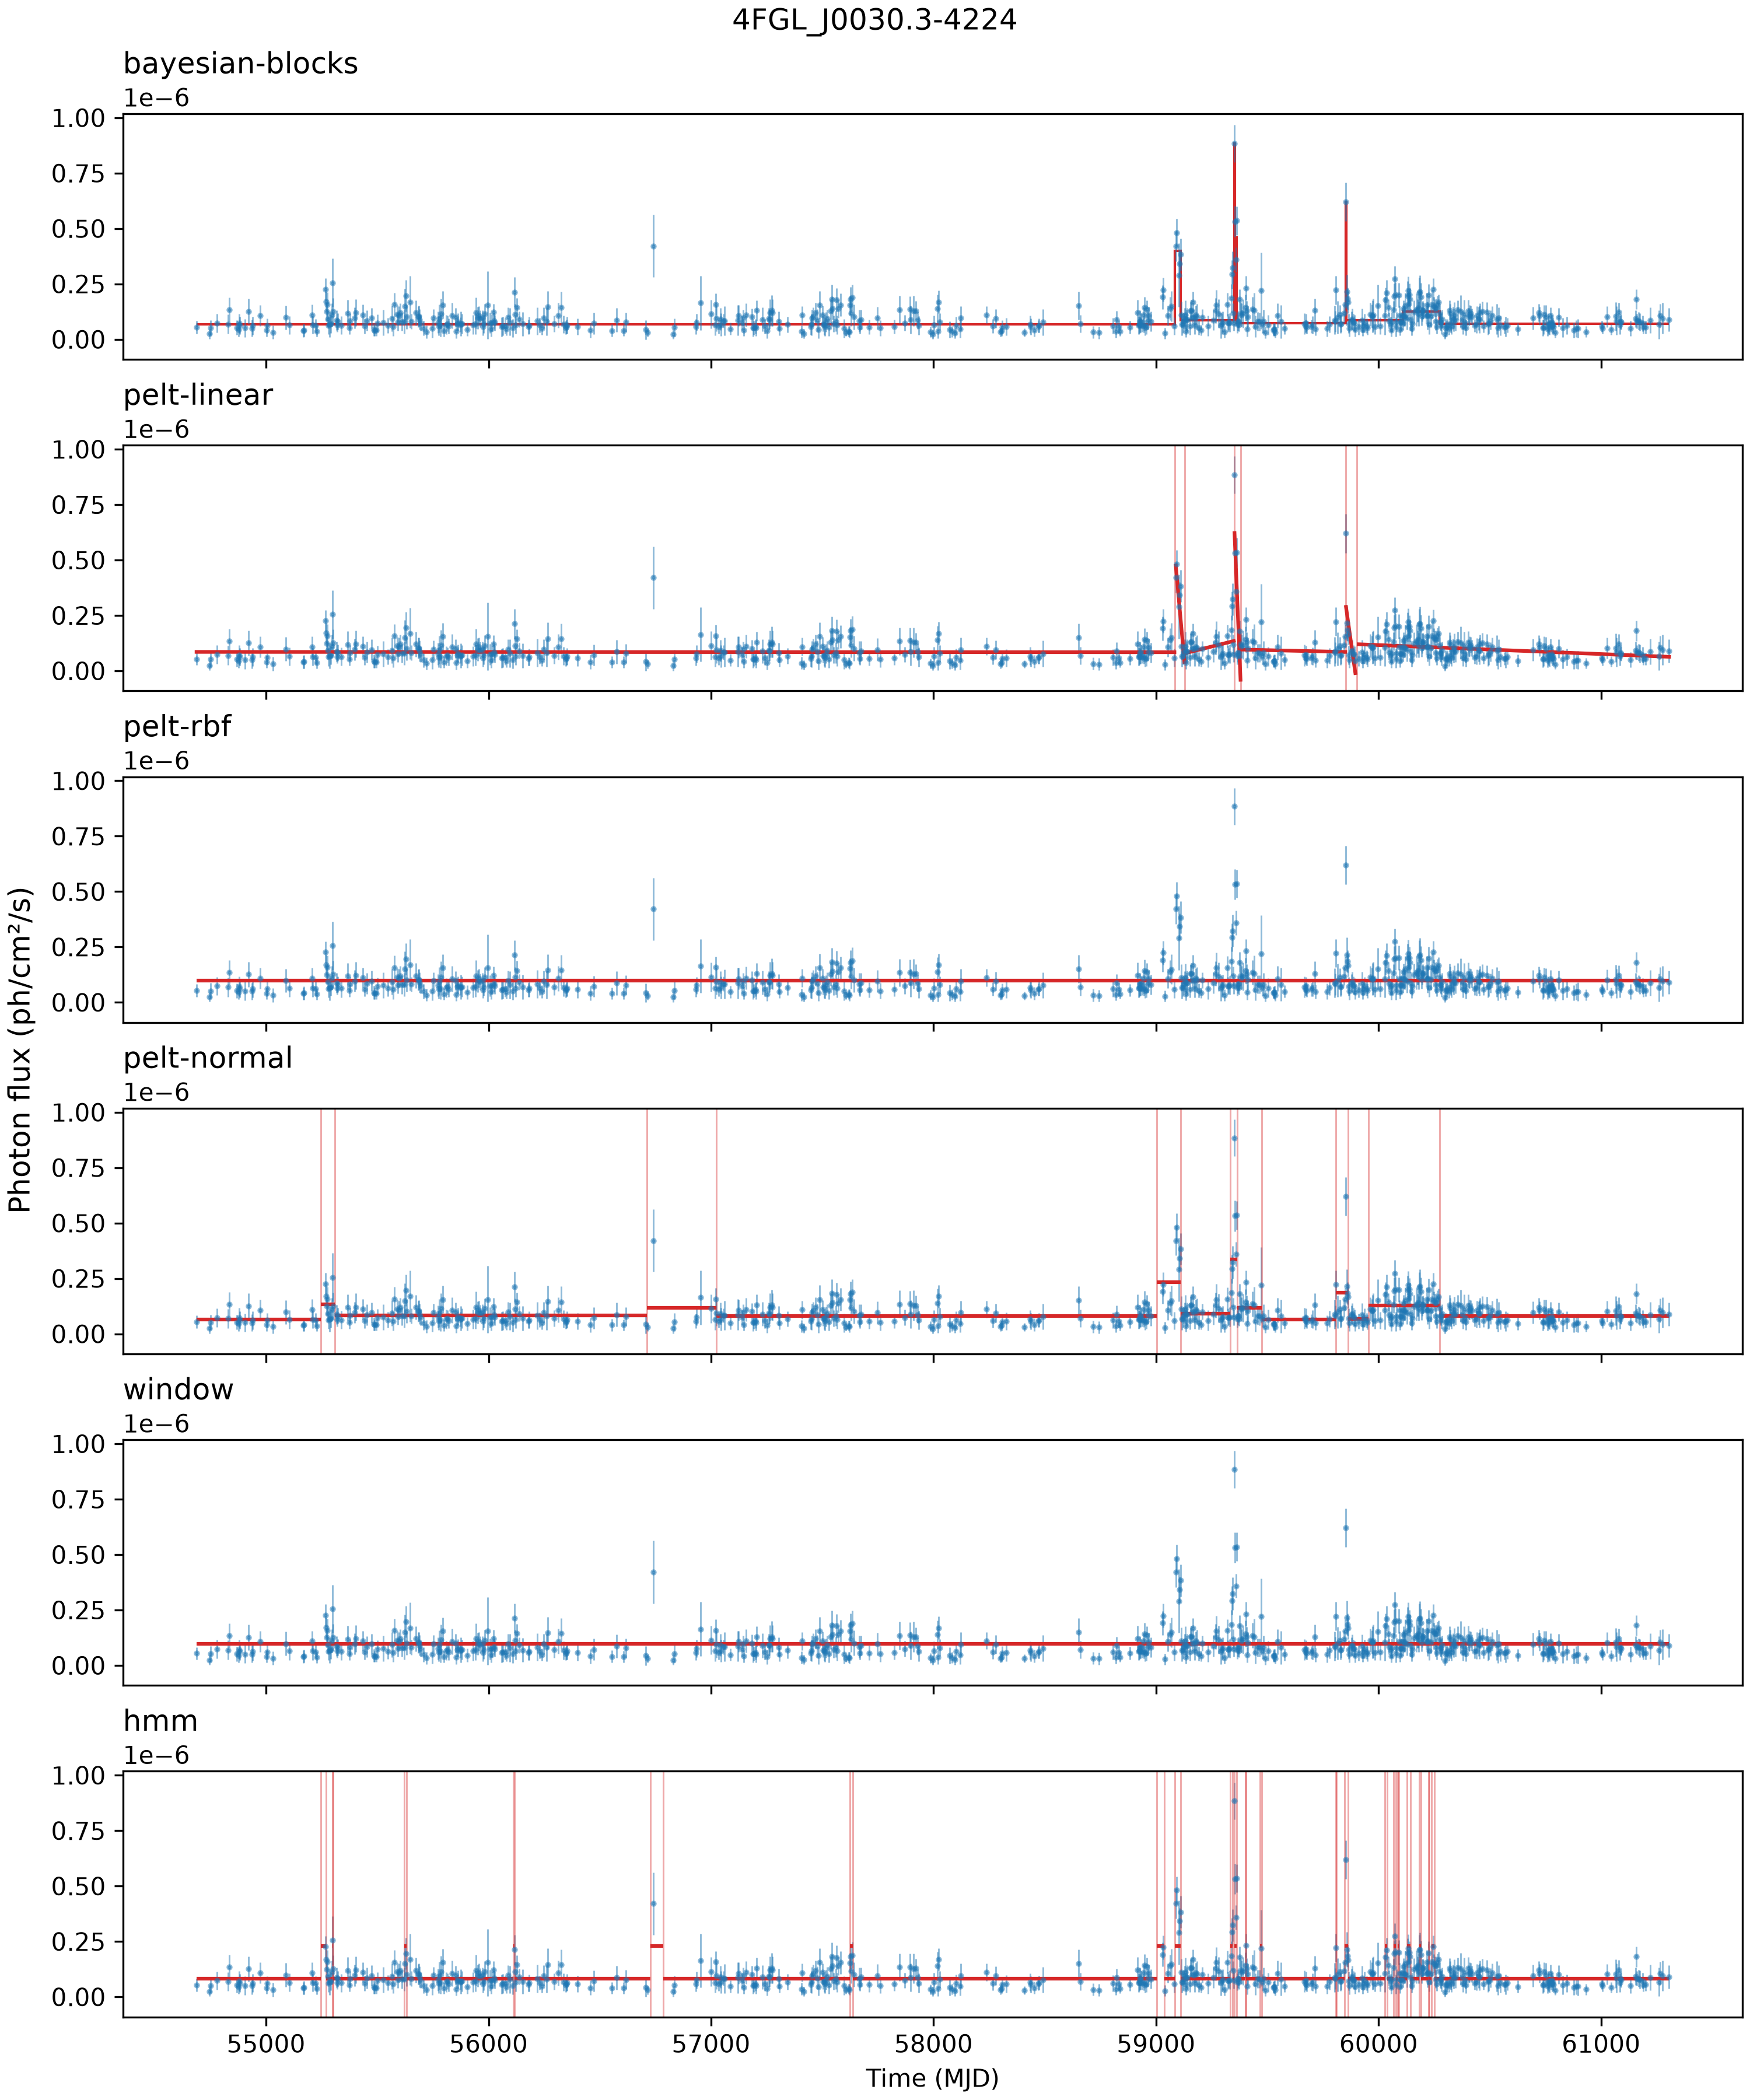 4FGL_J0030.3-4224
bayesian-blocks
1e−6
1.00
0.75
0.50
0.25
0.00
pelt-linear
1e−6
1.00
0.75
0.50
0.25
0.00
pelt-rbf
1e−6
1.00
0.75
0.50
0.25
0.00
pelt-normal
1e−6
1.00
0.75
0.50
0.25
0.00
window
1e−6
1.00
0.75
0.50
0.25
0.00
hmm
1e−6
1.00
0.75
0.50
0.25
0.00
55000 56000 57000 58000 59000 60000 61000
Time (MJD)
Photon flux (ph/cm²/s)